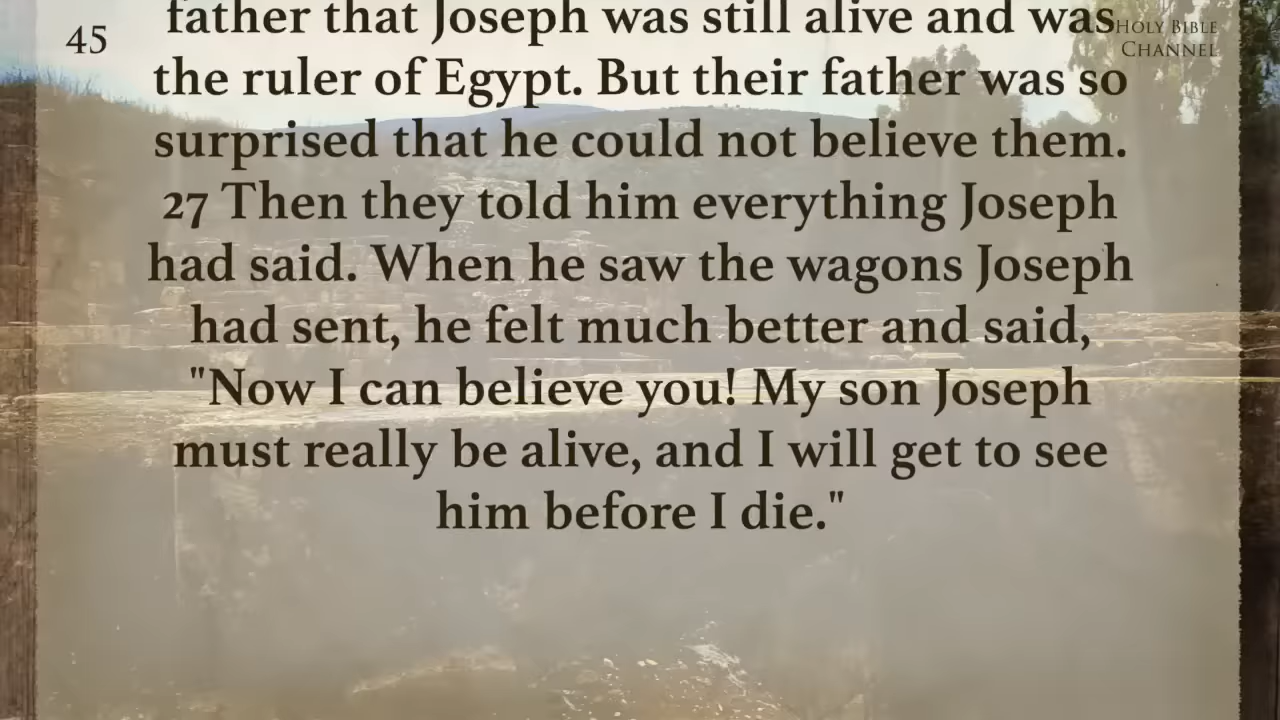 45
HOLY BIBLE
CHANNEL
father that Joseph was still alive and was
the ruler of Egypt. But their father was so
surprised that he could not believe them.
27 Then they told him everything Joseph
had said. When he saw the wagons Joseph
had sent, he felt much better and said,
"Now I can believe you! My son Joseph
must really be alive, and I will get to see
him before I die."